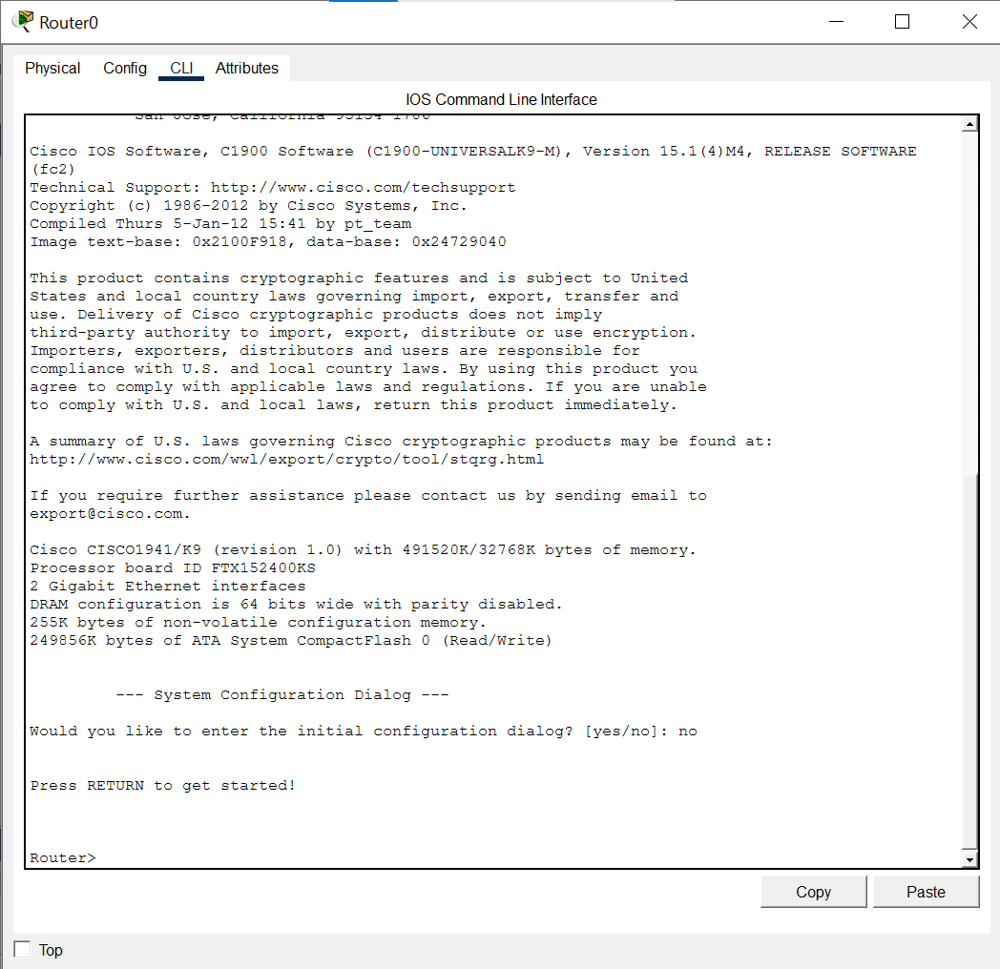 Router0
Physical Config CLI Attributes
IOS Command Line Interface
San Jose, California 95134-1706
Cisco IOS Software, C1900 Software (C1900-UNIVERSALK9-M), Version 15.1(4)M4, RELEASE SOFTWARE
(fc2)
Technical Support: http://www.cisco.com/techsupport
Copyright (c) 1986-2012 by Cisco Systems, Inc.
Compiled Thurs 5-Jan-12 15:41 by pt_team
Image text-base: 0x2100F918, data-base: 0x24729040
This product contains cryptographic features and is subject to United
States and local country laws governing import, export, transfer and
use. Delivery of Cisco cryptographic products does not imply
third-party authority to import, export, distribute or use encryption.
Importers, exporters, distributors and users are responsible for
compliance with U.S. and local country laws. By using this product you
agree to comply with applicable laws and regulations. If you are unable
to comply with U.S. and local laws, return this product immediately.
A summary of U.S. laws governing Cisco cryptographic products may be found at:
http://www.cisco.com/wwl/export/crypto/tool/stqrg.html
If you require further assistance please contact us by sending email to
export@cisco.com.
Cisco CISCO1941/K9 (revision 1.0) with 491520K/32768K bytes of memory.
Processor board ID FTX152400KS
2 Gigabit Ethernet interfaces
DRAM configuration is 64 bits wide with parity disabled.
255K bytes of non-volatile configuration memory.
249856K bytes of ATA System CompactFlash 0 (Read/Write)
--- System Configuration Dialog ---
Would you like to enter the initial configuration dialog? [yes/no]: no
Press RETURN to get started!
Router>
Copy Paste
Top